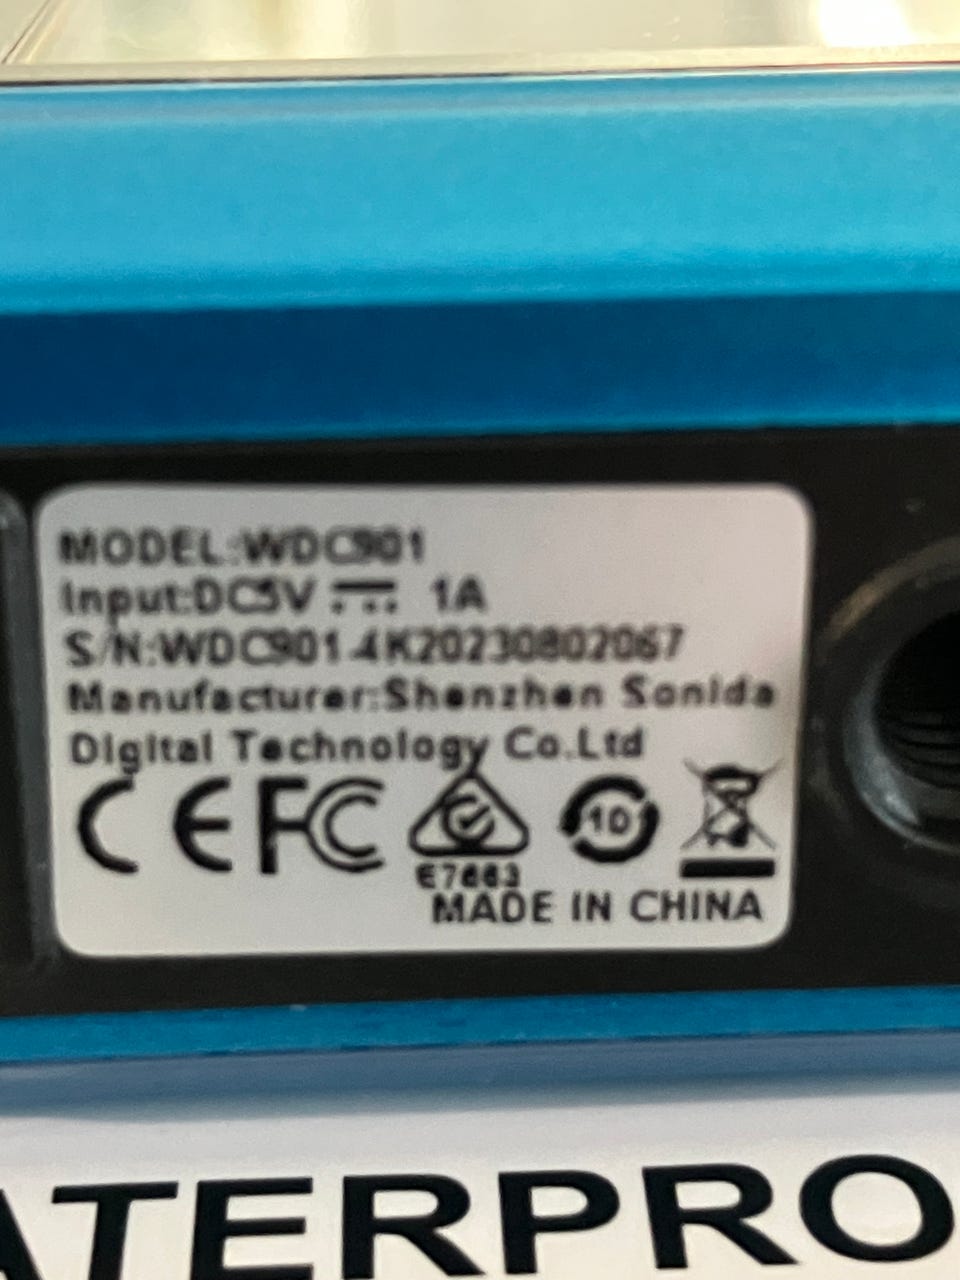 MODEL:WDC901
Input:DC5V ⎓ 1A
S/N:WDC901-4K20230802067
Manufacturer:Shenzhen Sonida
Digital Technology Co.Ltd
CE FC 10
E7663
MADE IN CHINA
ATERPRO